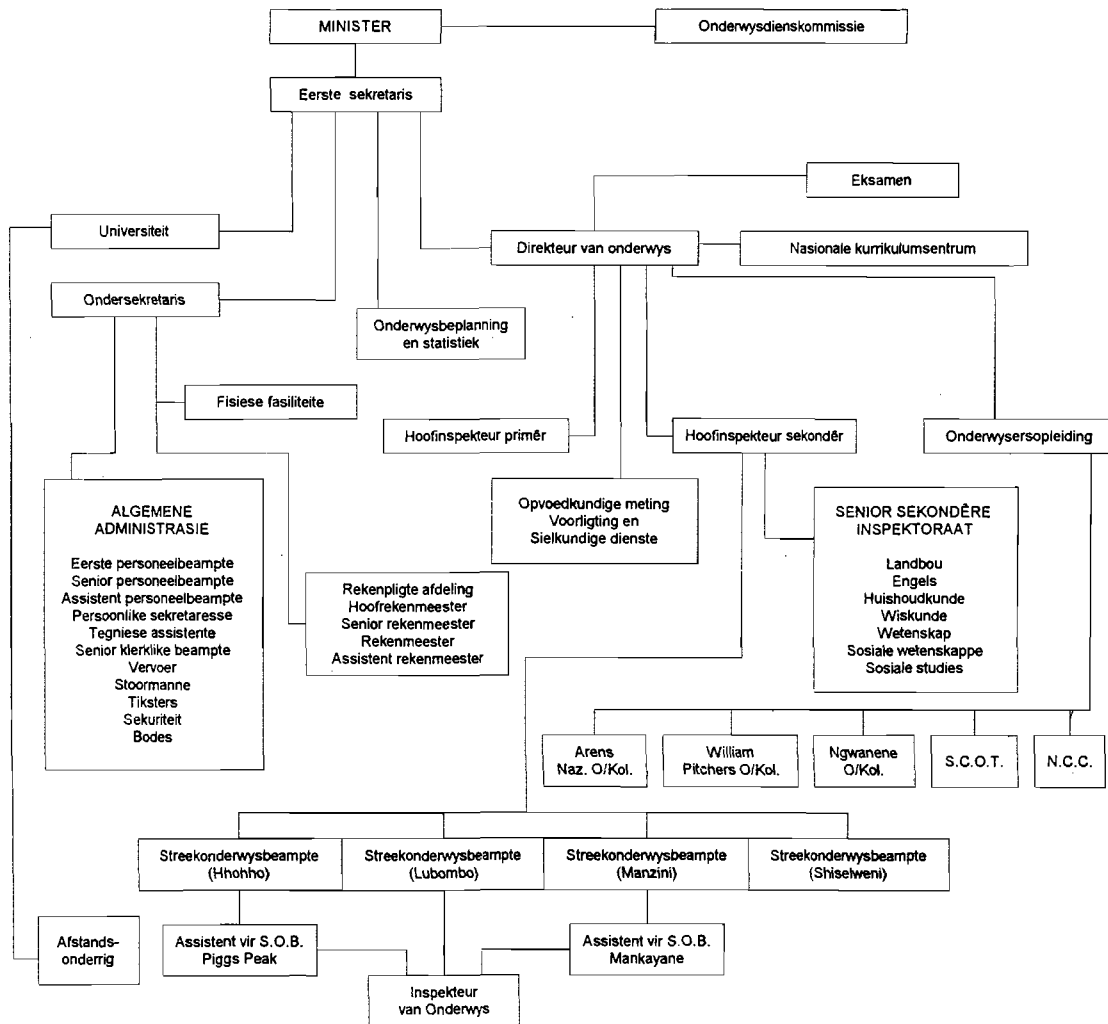 MINISTER
Onderwysdienskommissie
Eerste sekretaris
Eksamen
Universiteit
Direkteur van onderwys
Nasionale kurrikulumsentrum
Ondersekretaris
Onderwysbeplanning
en statistiek
Fisiese fasiliteite
Hoofinspekteur primêr
Hoofinspekteur sekondêr
Onderwysersopleiding
ALGEMENE
ADMINISTRASIE
Eerste personeelbeampte
Senior personeelbeampte
Assistent personeelbeampte
Persoonlike sekretaresse
Tegniese assistente
Senior klerklike beampte
Vervoer
Stoormanne
Tiksters
Sekuriteit
Bodes
Rekenpligte afdeling
Hoofrekenmeester
Senior rekenmeester
Rekenmeester
Assistent rekenmeester
Opvoedkundige meting
Voorligting en
Sielkundige dienste
SENIOR SEKONDÊRE
INSPEKTORAAT
Landbou
Engels
Huishoudkunde
Wiskunde
Wetenskap
Sosiale wetenskappe
Sosiale studies
Arens
Naz. O/Kol.
William
Pitchers O/Kol.
Ngwanene
O/Kol.
S.C.O.T.
N.C.C.
Streekonderwysbeampte
(Hhohho)
Streekonderwysbeampte
(Lubombo)
Streekonderwysbeampte
(Manzini)
Streekonderwysbeampte
(Shiselweni)
Afstands-
onderrig
Assistent vir S.O.B.
Piggs Peak
Assistent vir S.O.B.
Mankayane
Inspekteur
van Onderwys